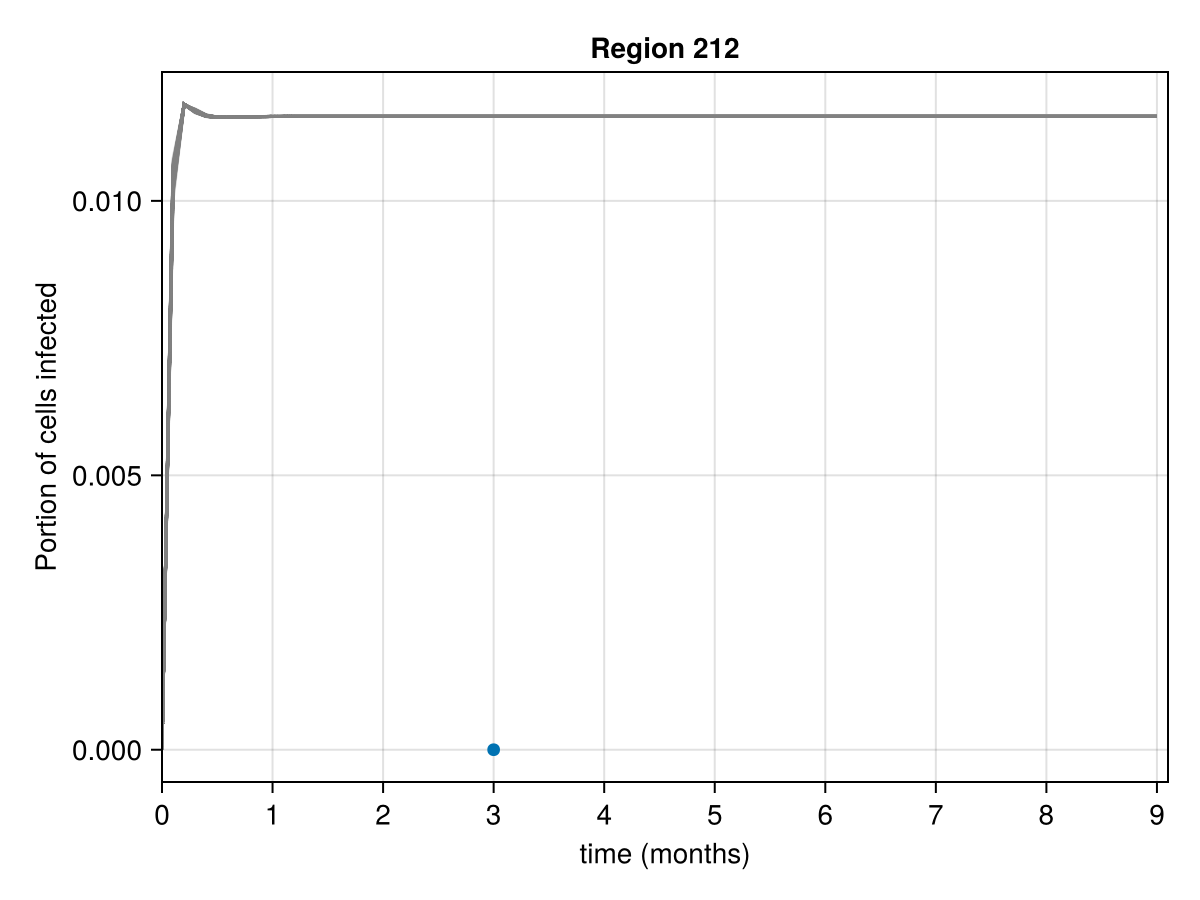 Region 212
Portion of cells infected
0.010
0.005
0.000
0 1 2 3 4 5 6 7 8 9
time (months)